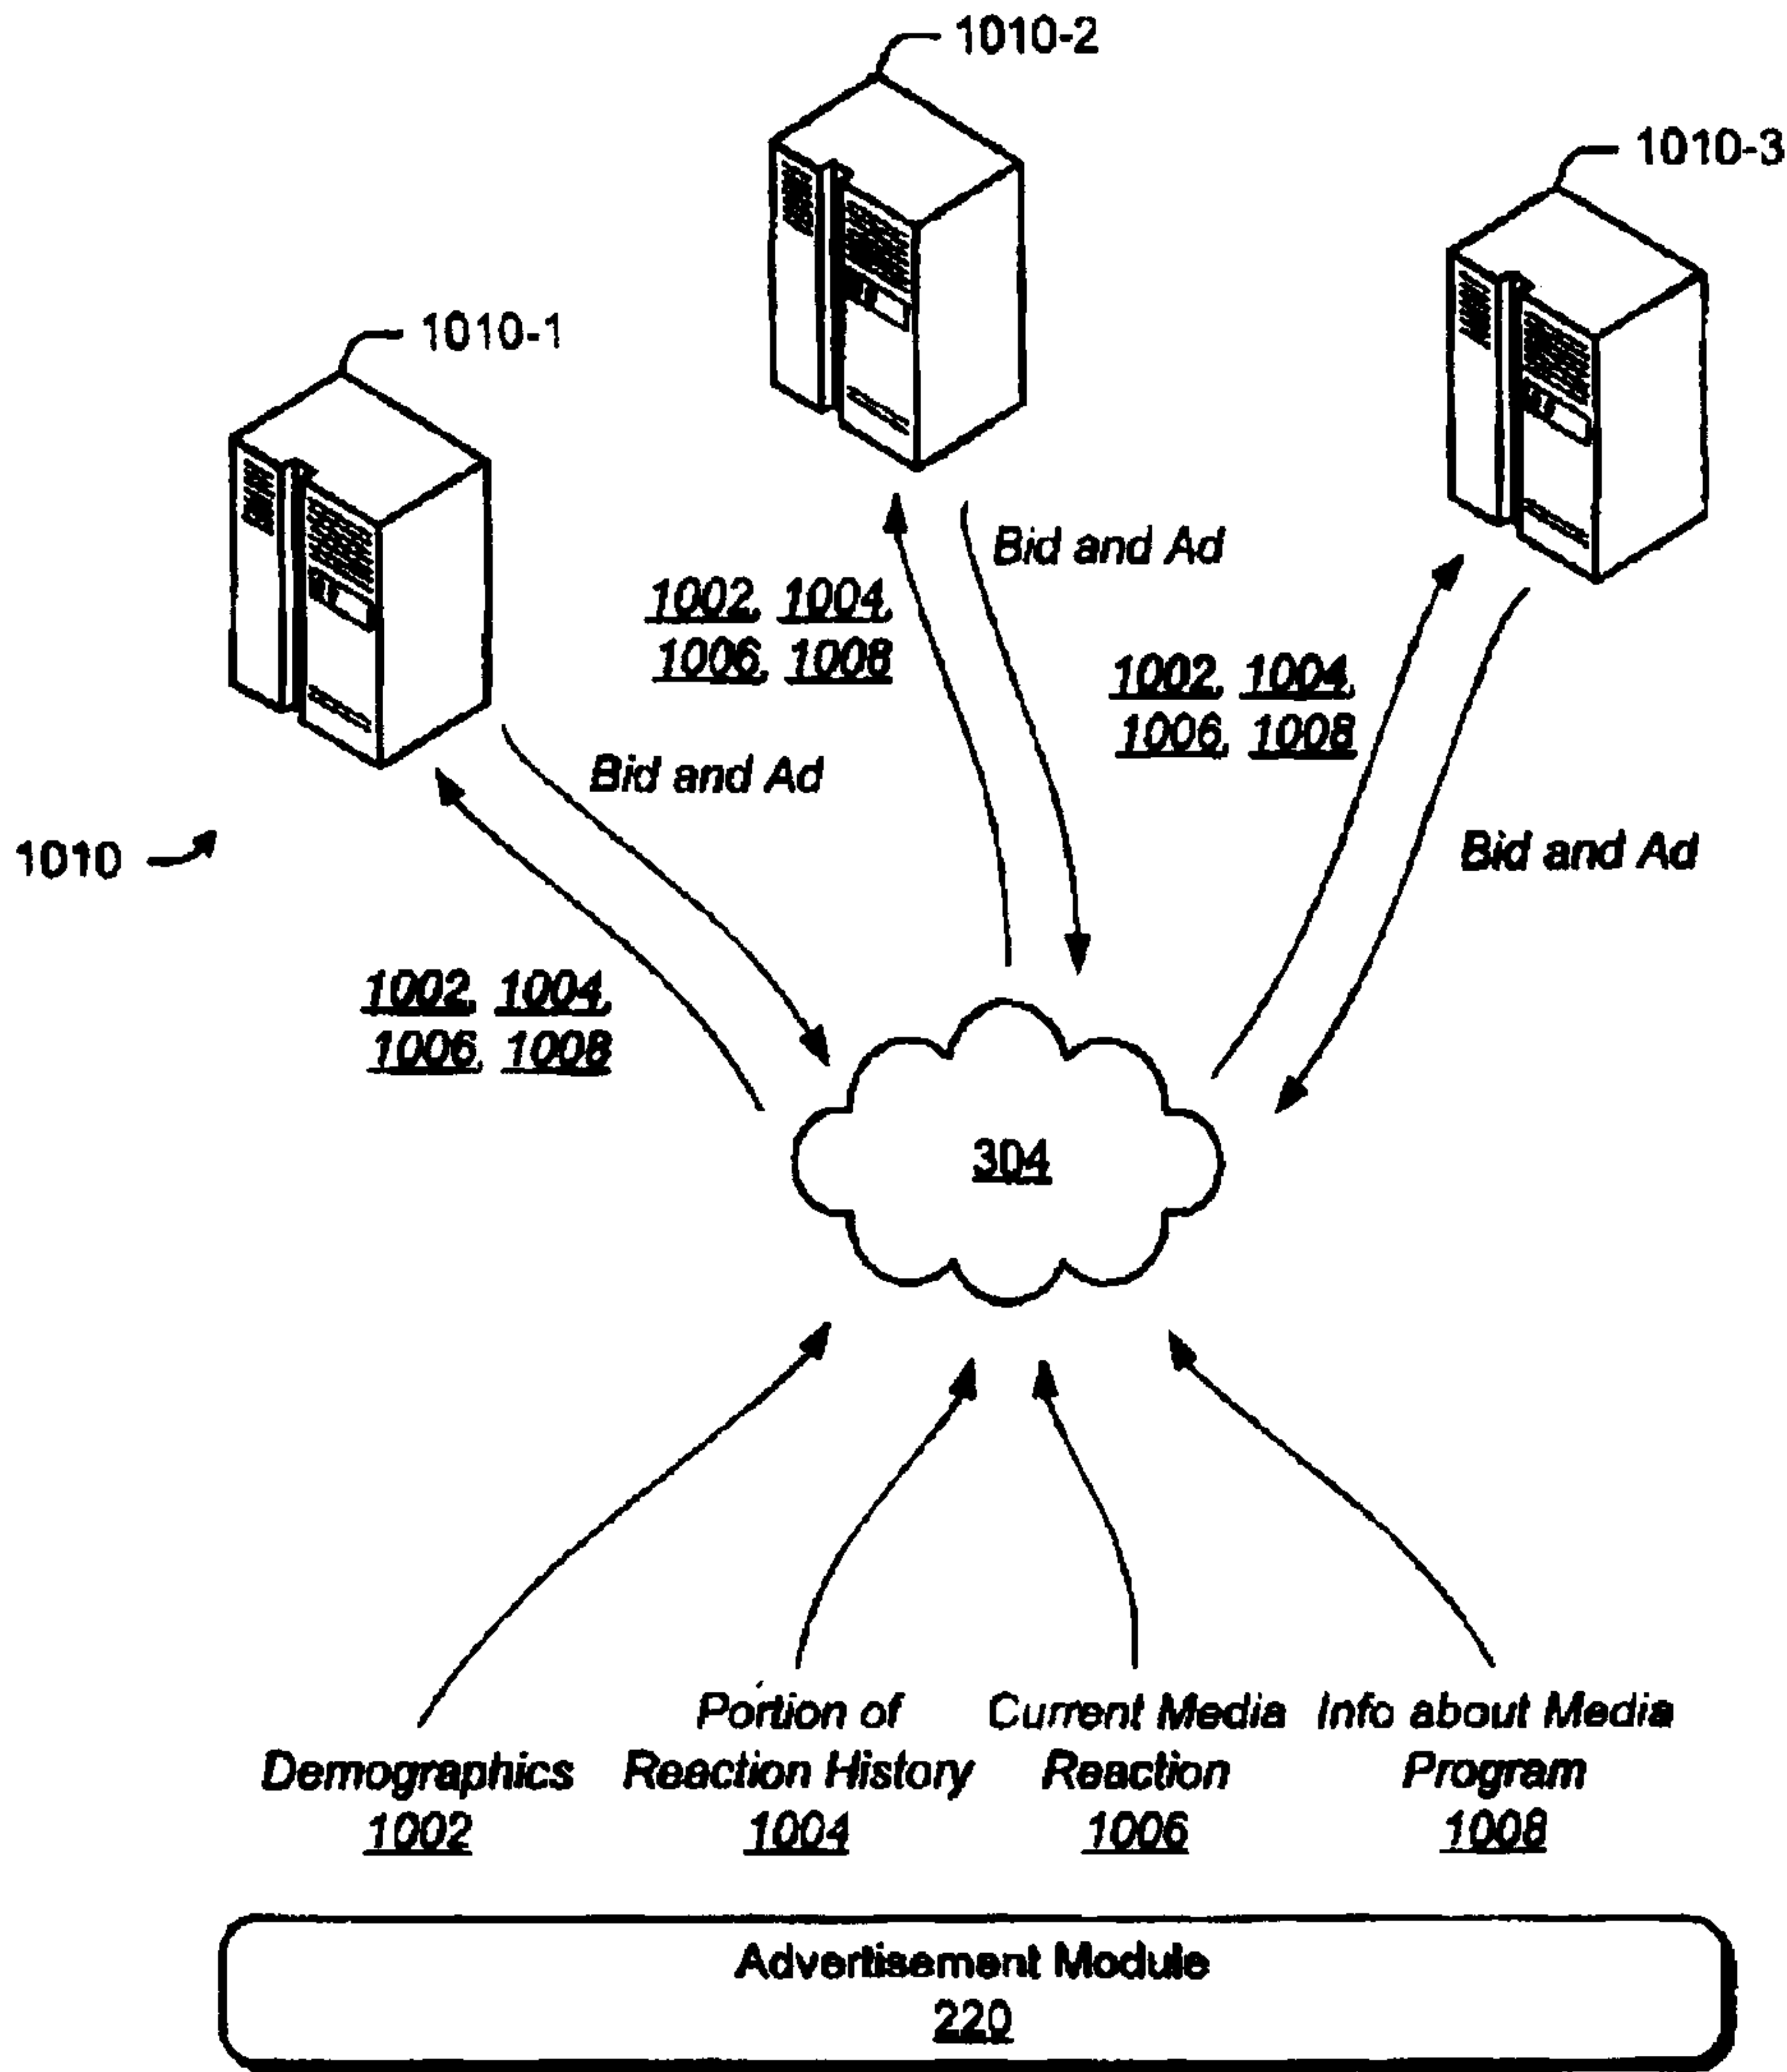 1010-2
1010-3
1010-1
Bid and Ad
1002, 1004,
1006, 1008
1002, 1004,
1006, 1008
Bid and Ad
1010
Bid and Ad
1002, 1004,
1006, 1008
304
Demographics
1002
Portion of
Reaction History
1004
Current Media
Reaction
1006
Info about Media
Program
1008
Advertisement Module
220